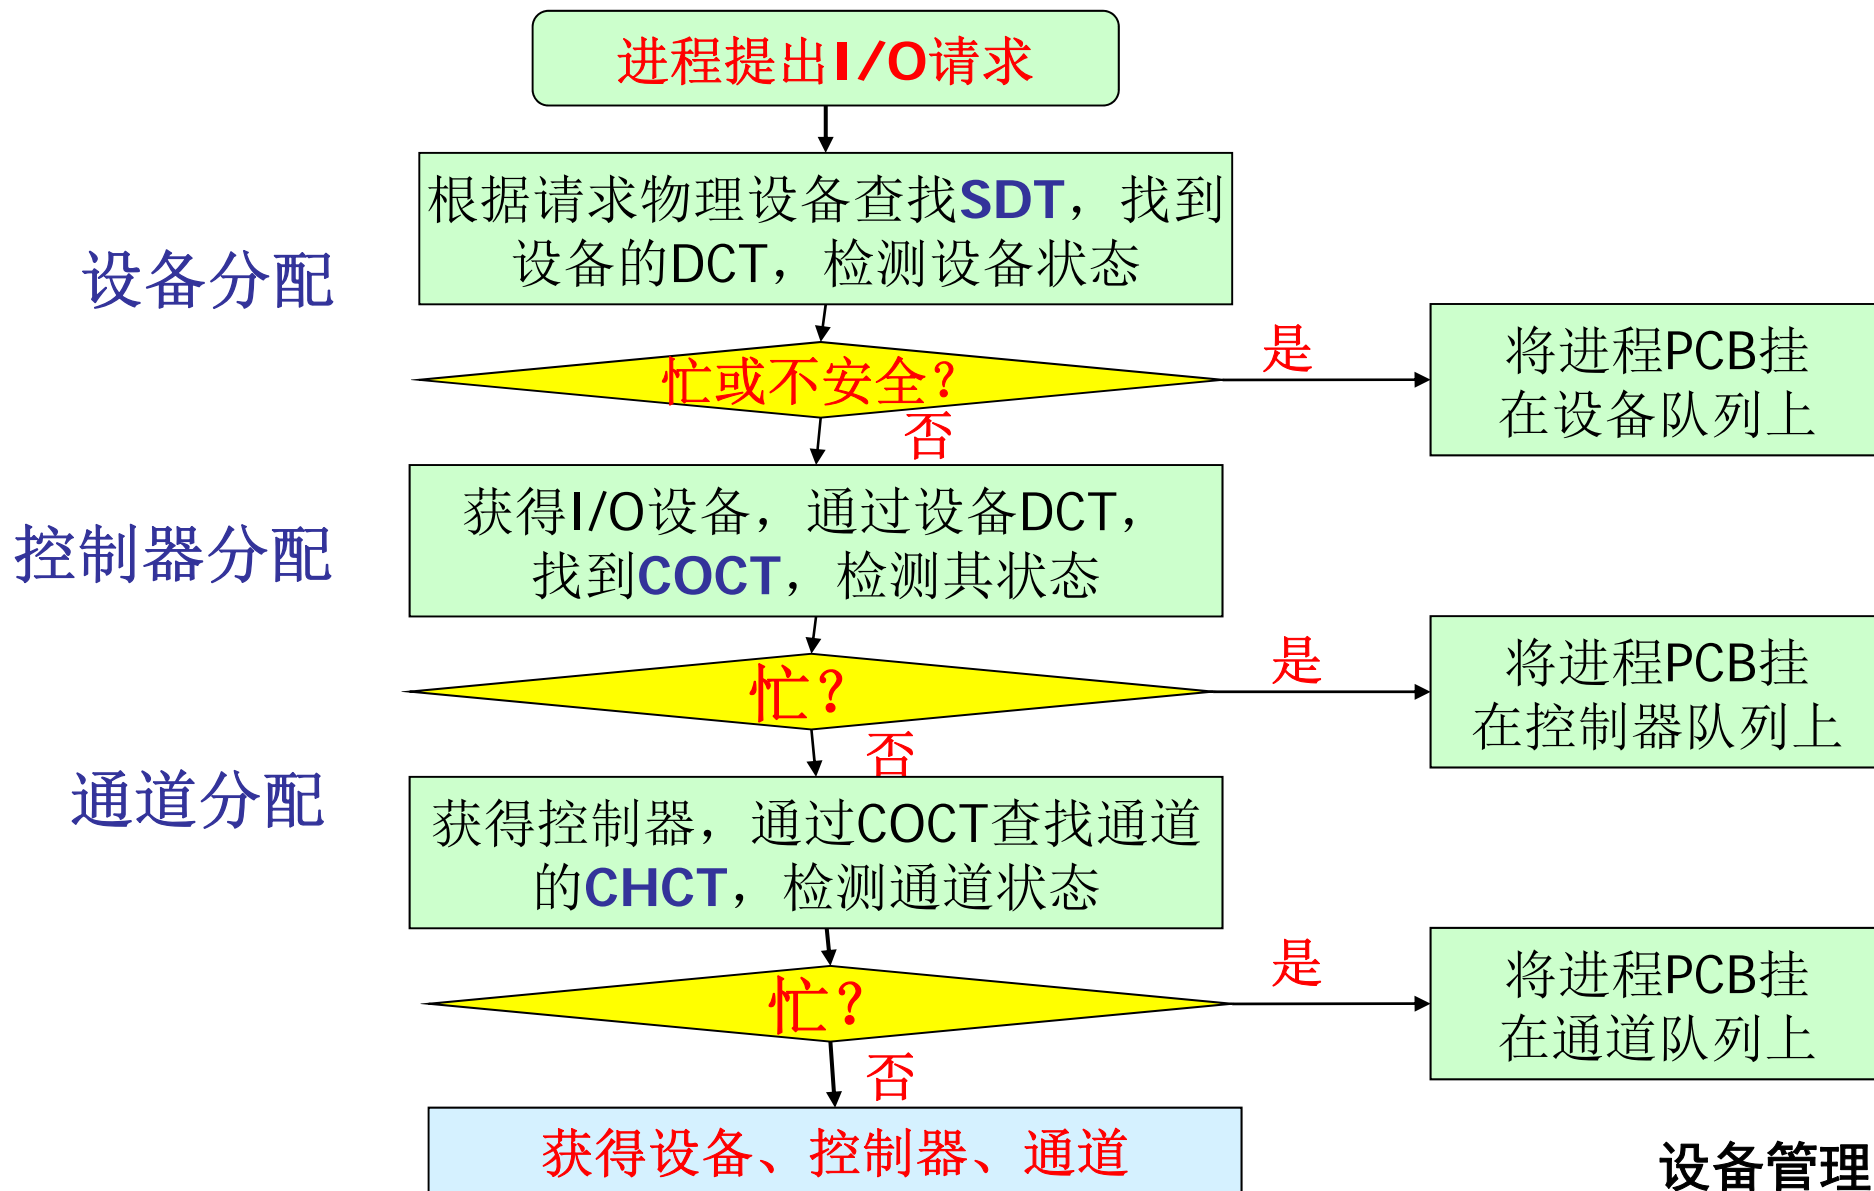 进程提出I/O请求
根据请求物理设备查找SDT，找到
设备的DCT，检测设备状态
设备分配
忙或不安全？
是
将进程PCB挂
在设备队列上
否
获得I/O设备，通过设备DCT，
找到COCT，检测其状态
控制器分配
忙？
是
将进程PCB挂
在控制器队列上
否
通道分配
获得控制器，通过COCT查找通道
的CHCT，检测通道状态
忙？
是
将进程PCB挂
在通道队列上
否
获得设备、控制器、通道
设备管理